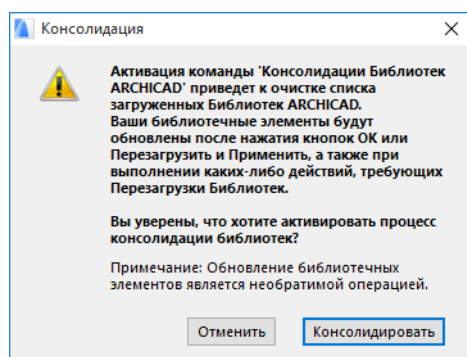 Консолидация
Активация команды 'Консолидации Библиотек
ARCHICAD' приведет к очистке списка
загруженных Библиотек ARCHICAD.
Ваши библиотечные элементы будут
обновлены после нажатия кнопок ОК или
Перезагрузить и Применить, а также при
выполнении каких-либо действий, требующих
Перезагрузки Библиотек.
Вы уверены, что хотите активировать процесс
консолидации библиотек?
Примечание: Обновление библиотечных
элементов является необратимой операцией.
Отменить
Консолидировать